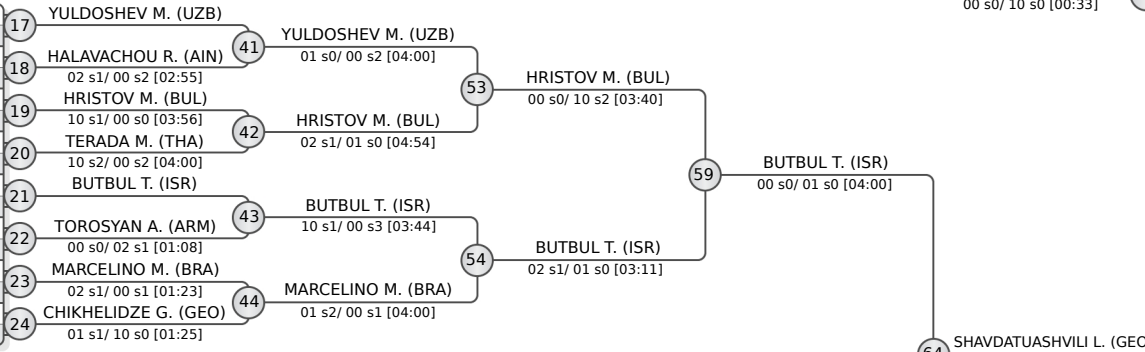 00 s0/ 10 s0 [00:33]
17
YULDOSHEV M. (UZB)
41
YULDOSHEV M. (UZB)
01 s0/ 00 s2 [04:00]
18
HALAVACHOU R. (AIN)
02 s1/ 00 s2 [02:55]
53
HRISTOV M. (BUL)
00 s0/ 10 s2 [03:40]
19
HRISTOV M. (BUL)
10 s1/ 00 s0 [03:56]
42
HRISTOV M. (BUL)
02 s1/ 01 s0 [04:54]
20
TERADA M. (THA)
10 s2/ 00 s2 [04:00]
59
BUTBUL T. (ISR)
00 s0/ 01 s0 [04:00]
21
BUTBUL T. (ISR)
43
BUTBUL T. (ISR)
10 s1/ 00 s3 [03:44]
22
TOROSYAN A. (ARM)
00 s0/ 02 s1 [01:08]
54
BUTBUL T. (ISR)
02 s1/ 01 s0 [03:11]
23
MARCELINO M. (BRA)
02 s1/ 00 s1 [01:23]
44
MARCELINO M. (BRA)
01 s2/ 00 s1 [04:00]
24
CHIKHELIDZE G. (GEO)
01 s1/ 10 s0 [01:25]
64
SHAVDATUASHVILI L. (GEO